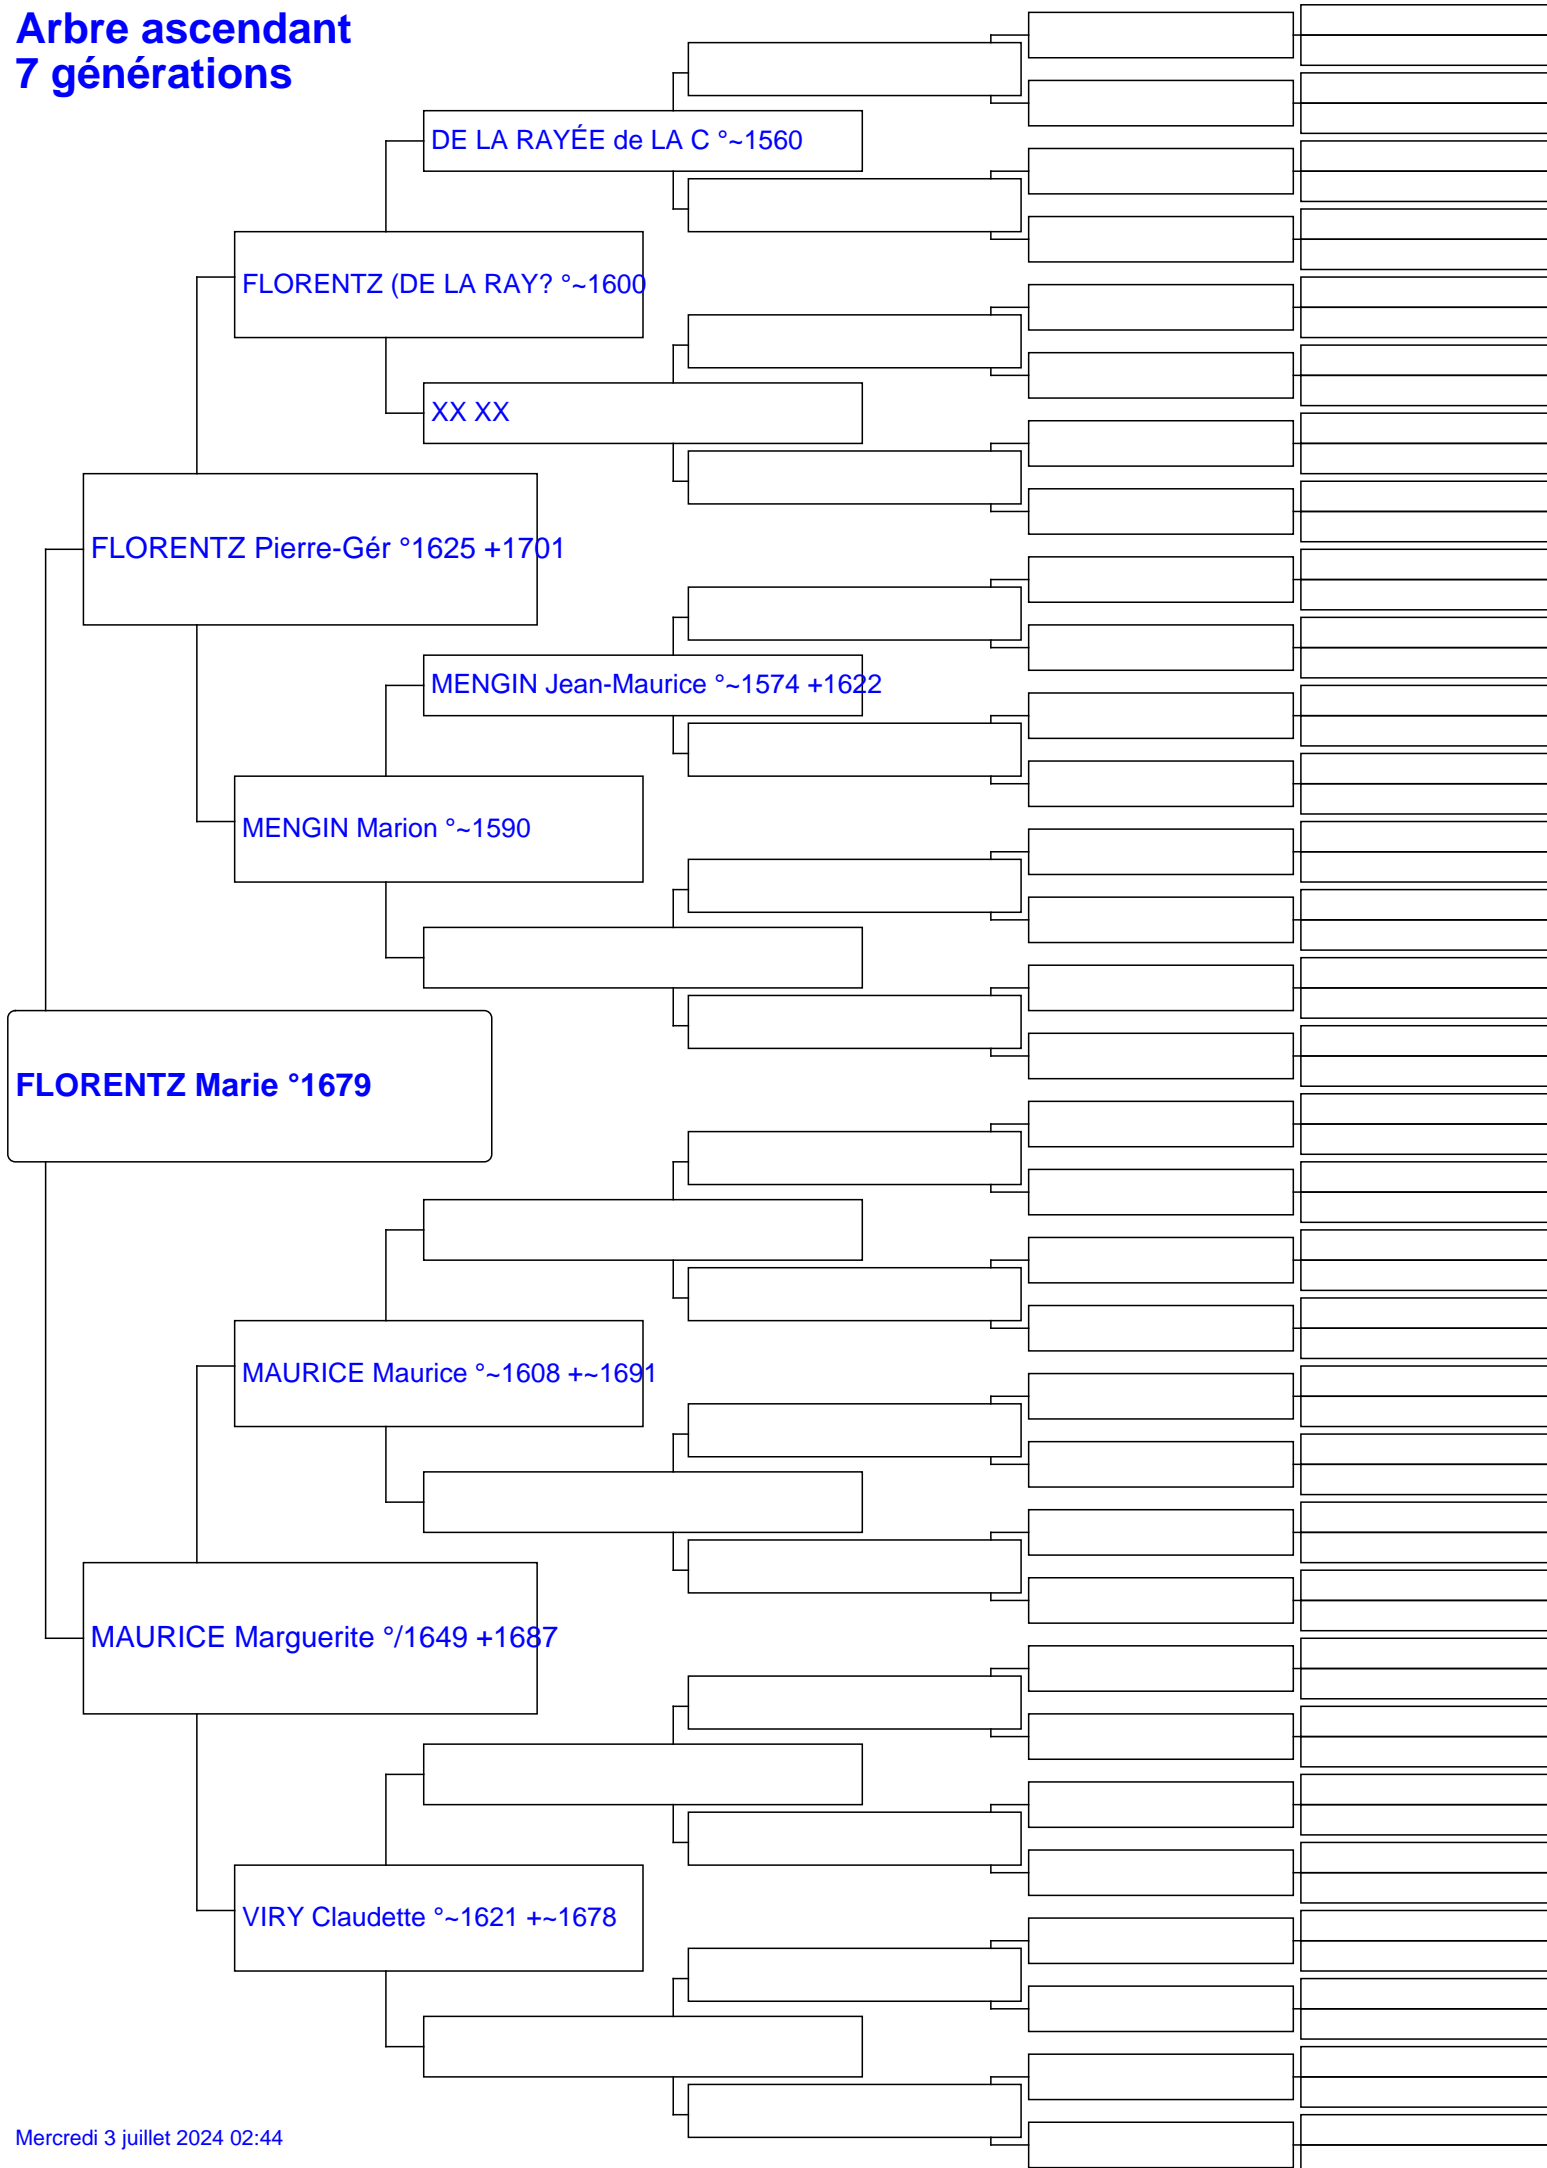 Arbre ascendant
7 générations
DE LA RAYÉE de LA C °~1560
FLORENTZ (DE LA RAY? °~1600
XX XX
FLORENTZ Pierre-Gér °1625 +1701
MENGIN Jean-Maurice °~1574 +1622
MENGIN Marion °~1590
FLORENTZ Marie °1679
MAURICE Maurice °~1608 +~1691
MAURICE Marguerite °/1649 +1687
VIRY Claudette °~1621 +~1678
Mercredi 3 juillet 2024 02:44